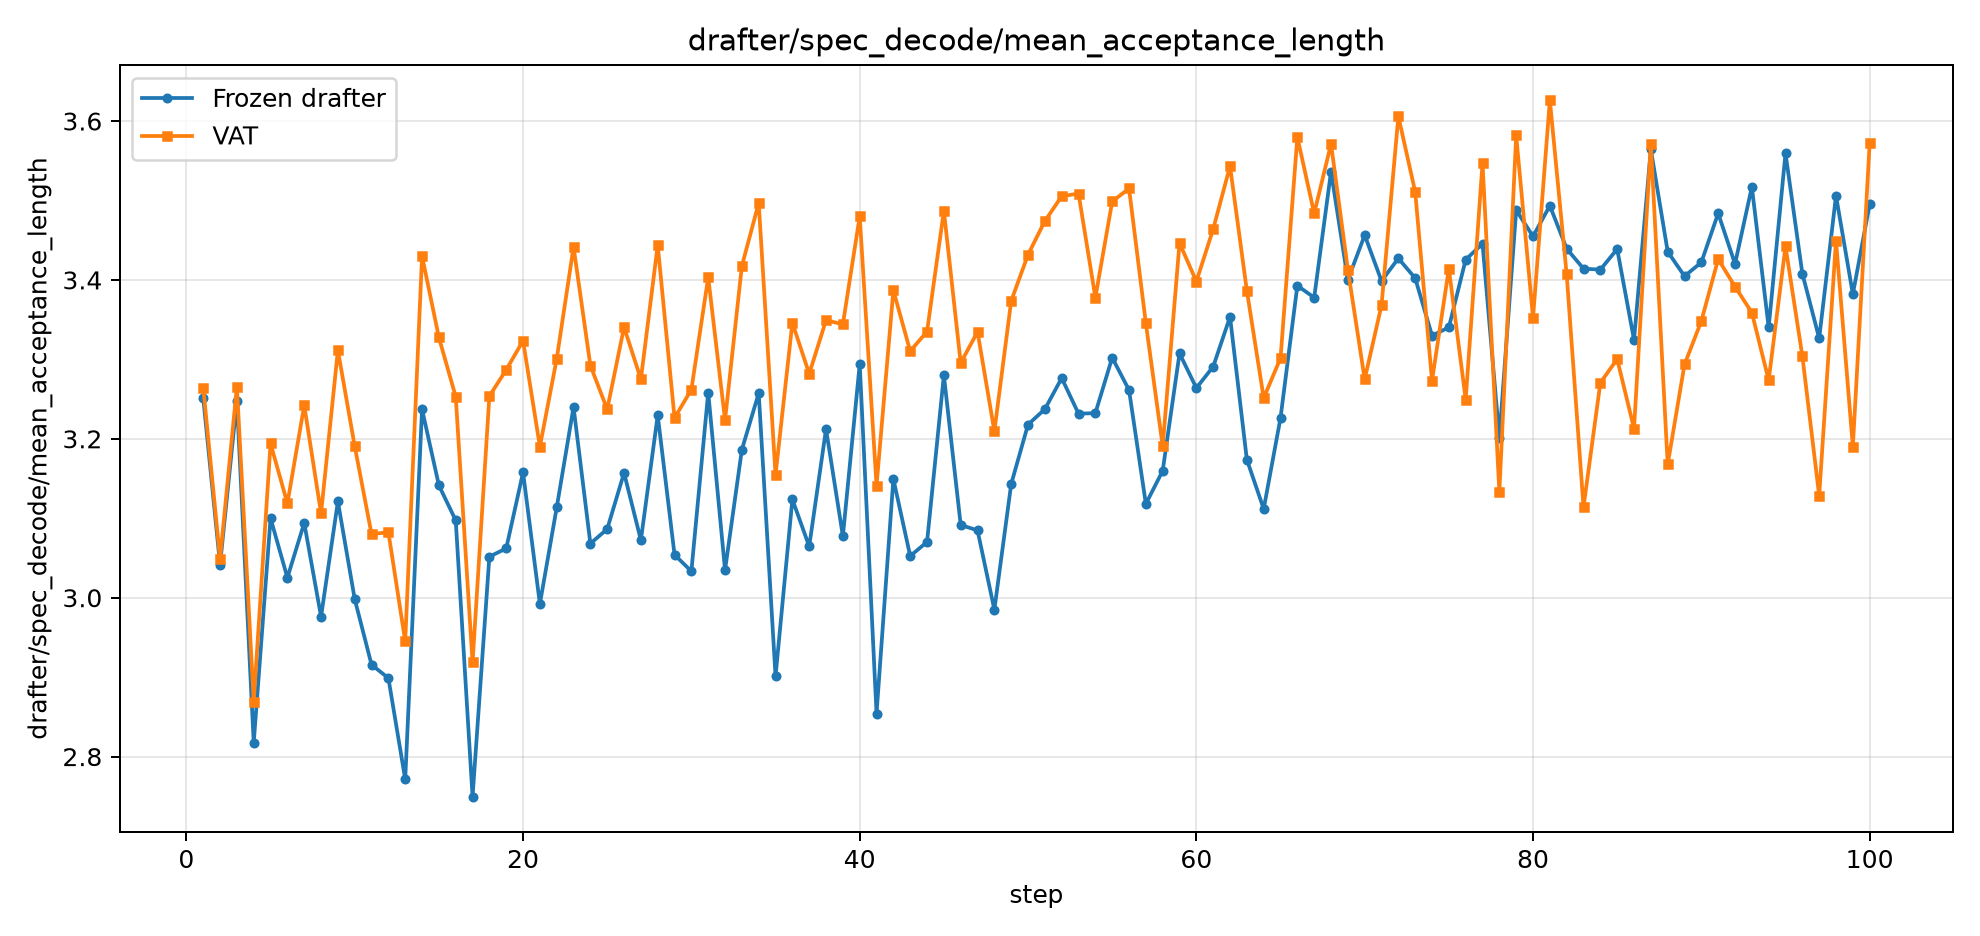 drafter/spec_decode/mean_acceptance_length
Frozen drafter
VAT
drafter/spec_decode/mean_acceptance_length
3.6
3.4
3.2
3.0
2.8
0
20
40
60
80
100
step